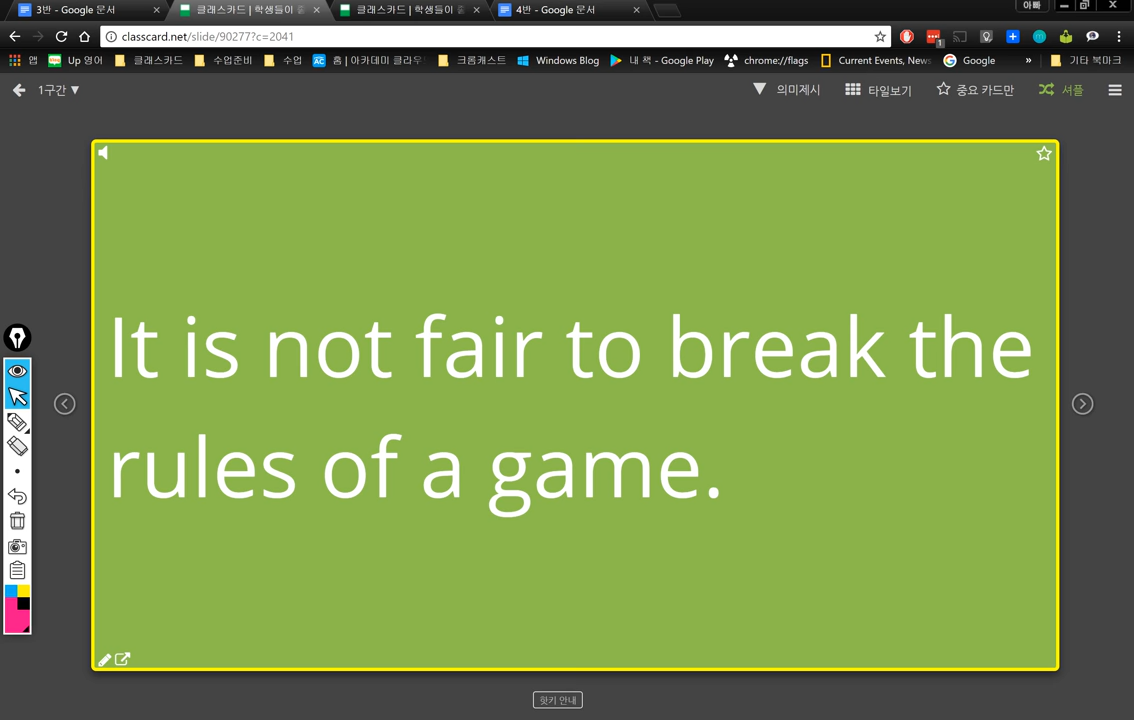 3반 - Google 문서
클래스카드 | 학생들이
클래스카드 | 학생들이
4반 - Google 문서
아빠
classcard.net/slide/90277?c=2041
1
앱
Up 영어
클래스카드
수업준비
수업
홈 | 아카데미 클라우
크롬캐스트
Windows Blog
내 책 - Google Play
chrome://flags
Current Events, News
Google
»
기타 북마크
1구간 ▼
▼ 의미제시
타일보기
중요 카드만
셔플
It is not fair to break the
rules of a game.
핫키 안내